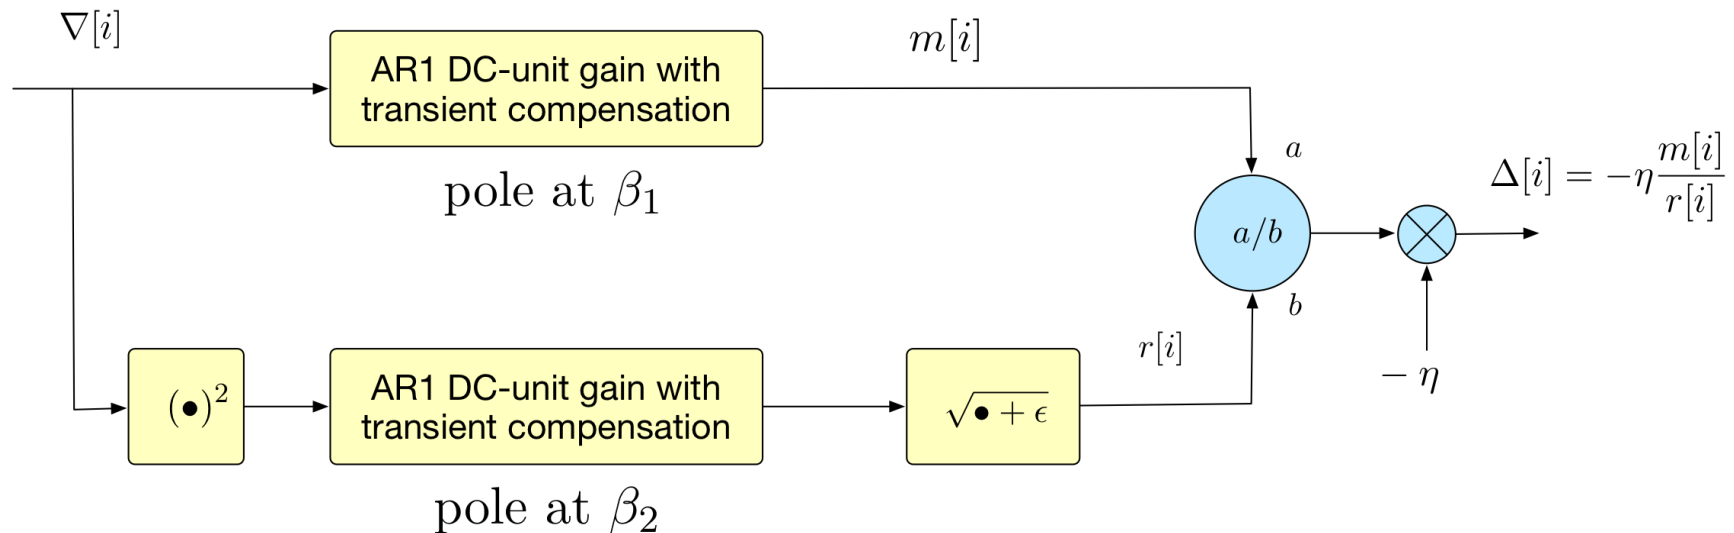 ∇[i]
AR1 DC-unit gain with
transient compensation
pole at β₁
m[i]
a
a/b
b
Δ[i] = −η m[i]/r[i]
− η
(•)²
AR1 DC-unit gain with
transient compensation
pole at β₂
√(• + ϵ)
r[i]